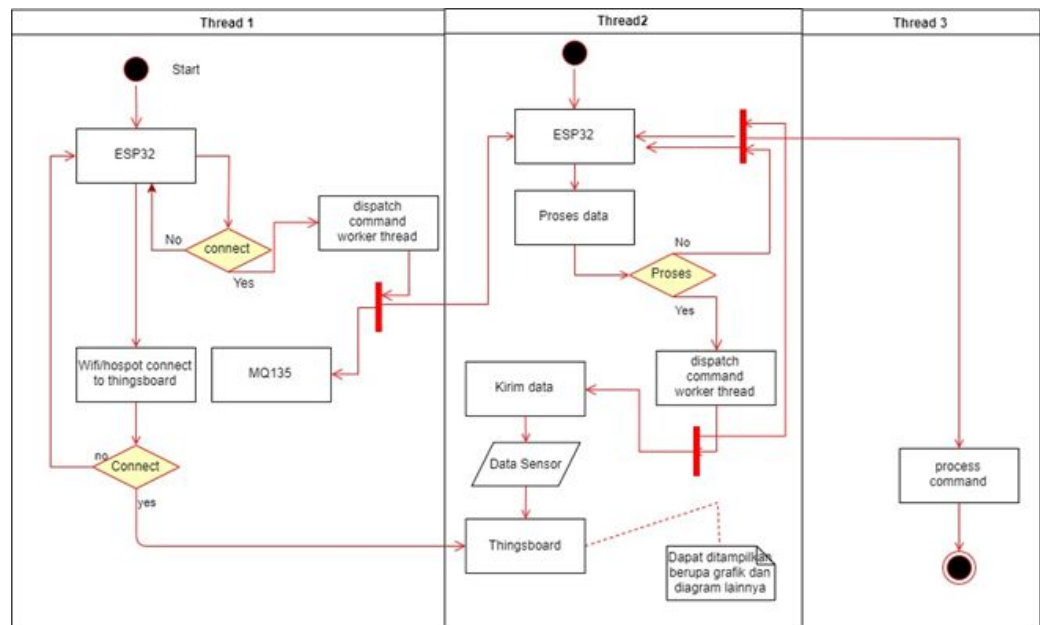 Thread 1
Start
ESP32
No
connect
Yes
dispatch
command
worker thread
Wifi/hospot connect
to thingsboard
MQ135
no
Connect
yes
Thread2
ESP32
Proses data
No
Proses
Yes
dispatch
command
worker thread
Kirim data
Data Sensor
Thingsboard
Dapat ditampilkan
berupa grafik dan
diagram lainnya
Thread 3
process
command